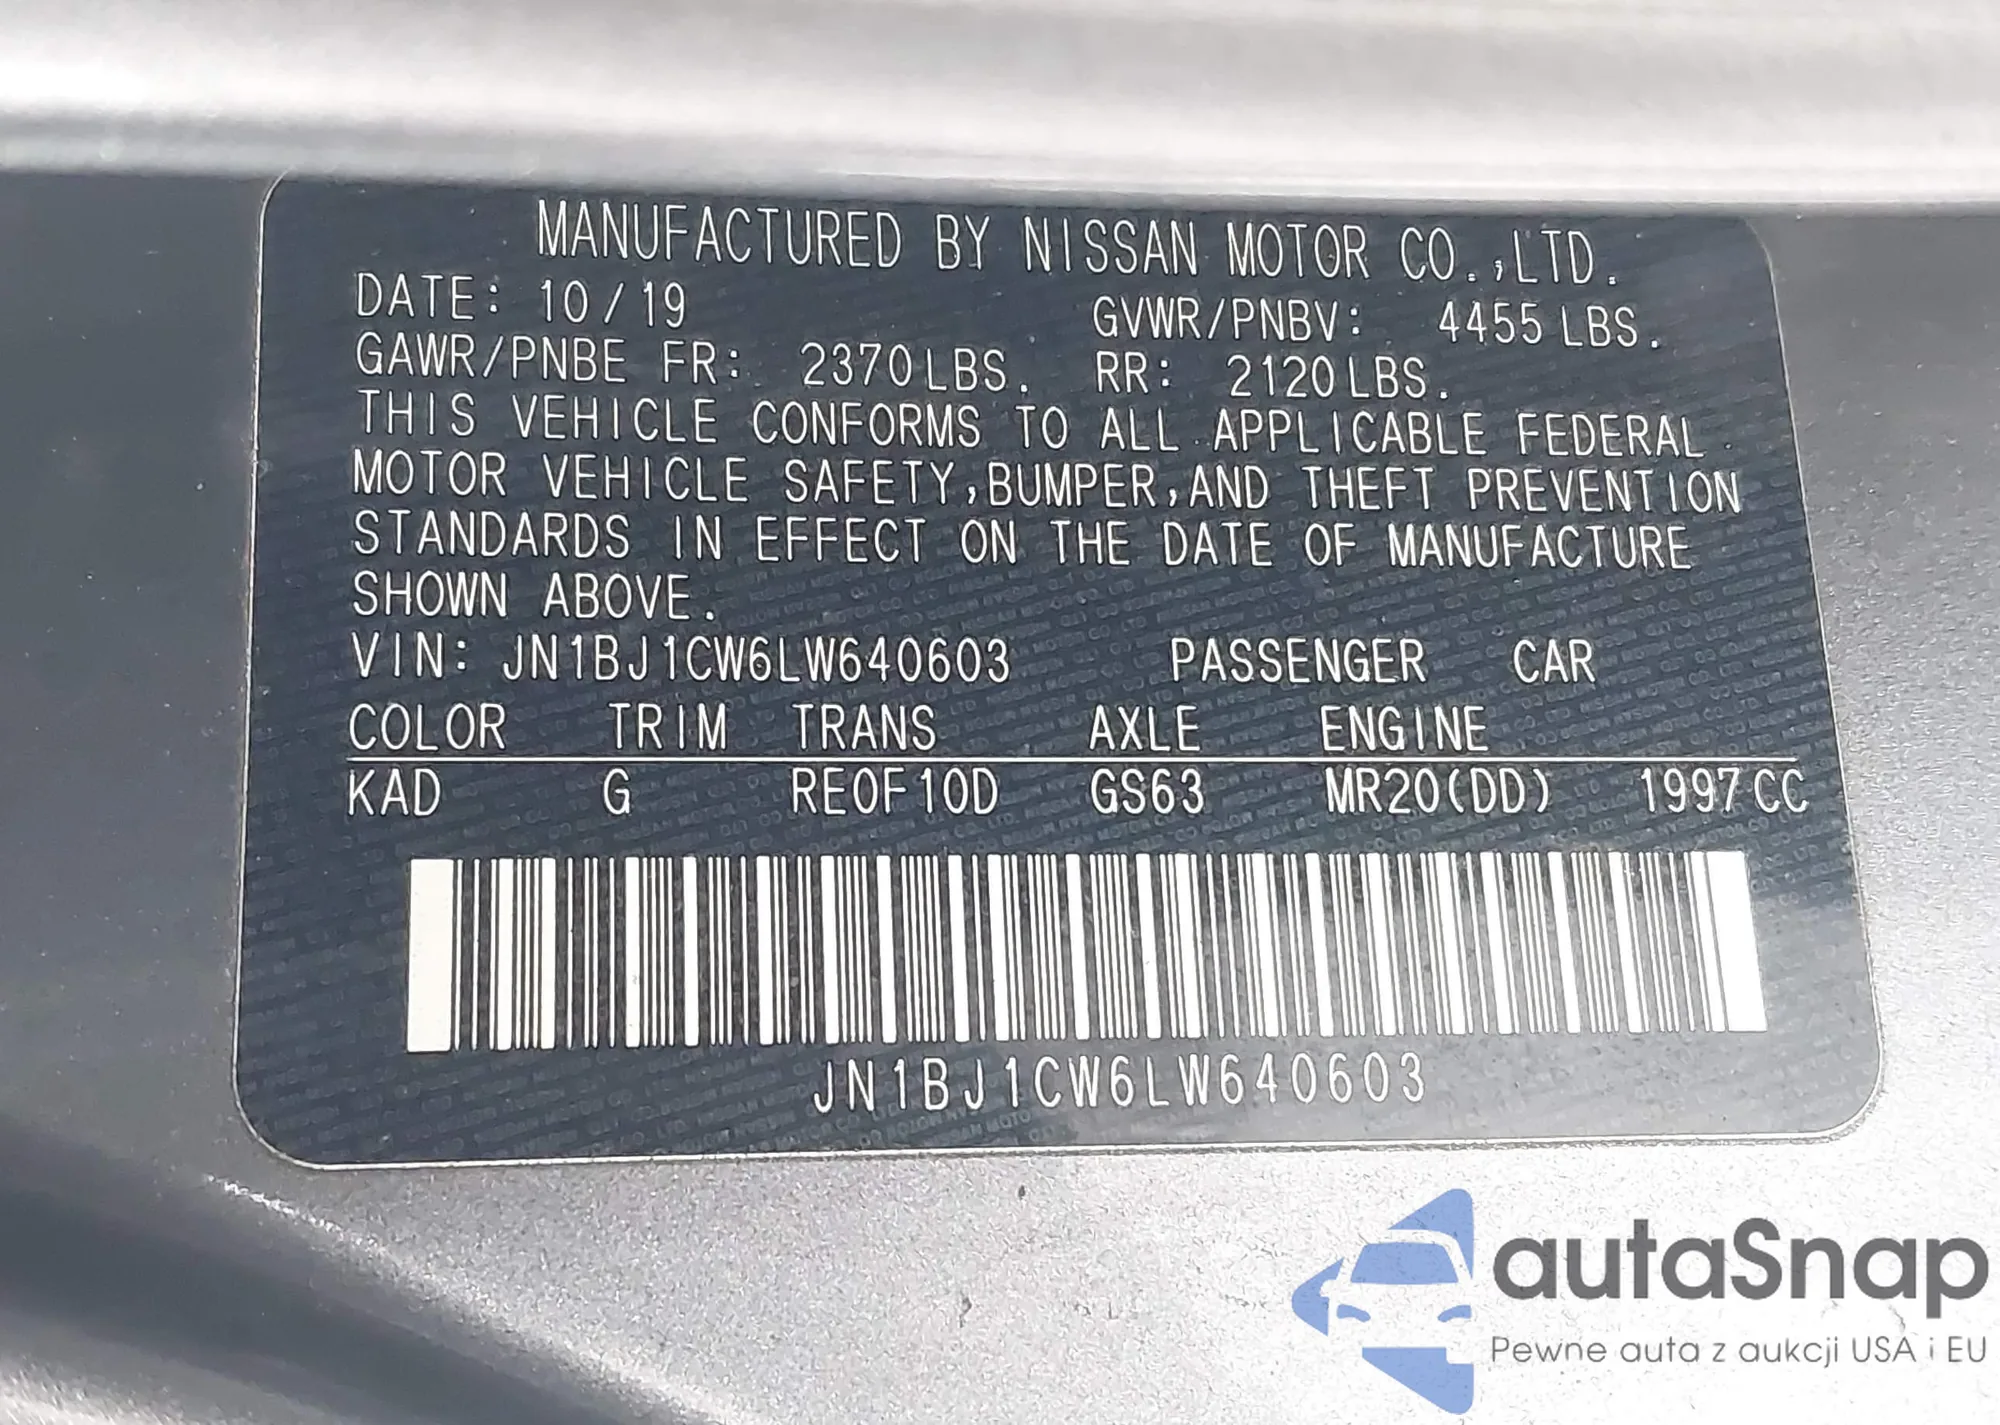 MANUFACTURED BY NISSAN MOTOR CO.,LTD.
DATE: 10/19 GVWR/PNBV: 4455 LBS.
GAWR/PNBE FR: 2370 LBS. RR: 2120 LBS.
THIS VEHICLE CONFORMS TO ALL APPLICABLE FEDERAL
MOTOR VEHICLE SAFETY,BUMPER,AND THEFT PREVENTION
STANDARDS IN EFFECT ON THE DATE OF MANUFACTURE
SHOWN ABOVE.
VIN: JN1BJ1CW6LW640603 PASSENGER CAR
COLOR TRIM TRANS AXLE ENGINE
KAD G RE0F10D GS63 MR20(DD) 1997 CC
JN1BJ1CW6LW640603
autaSnap
Pewne auta z aukcji USA i EU